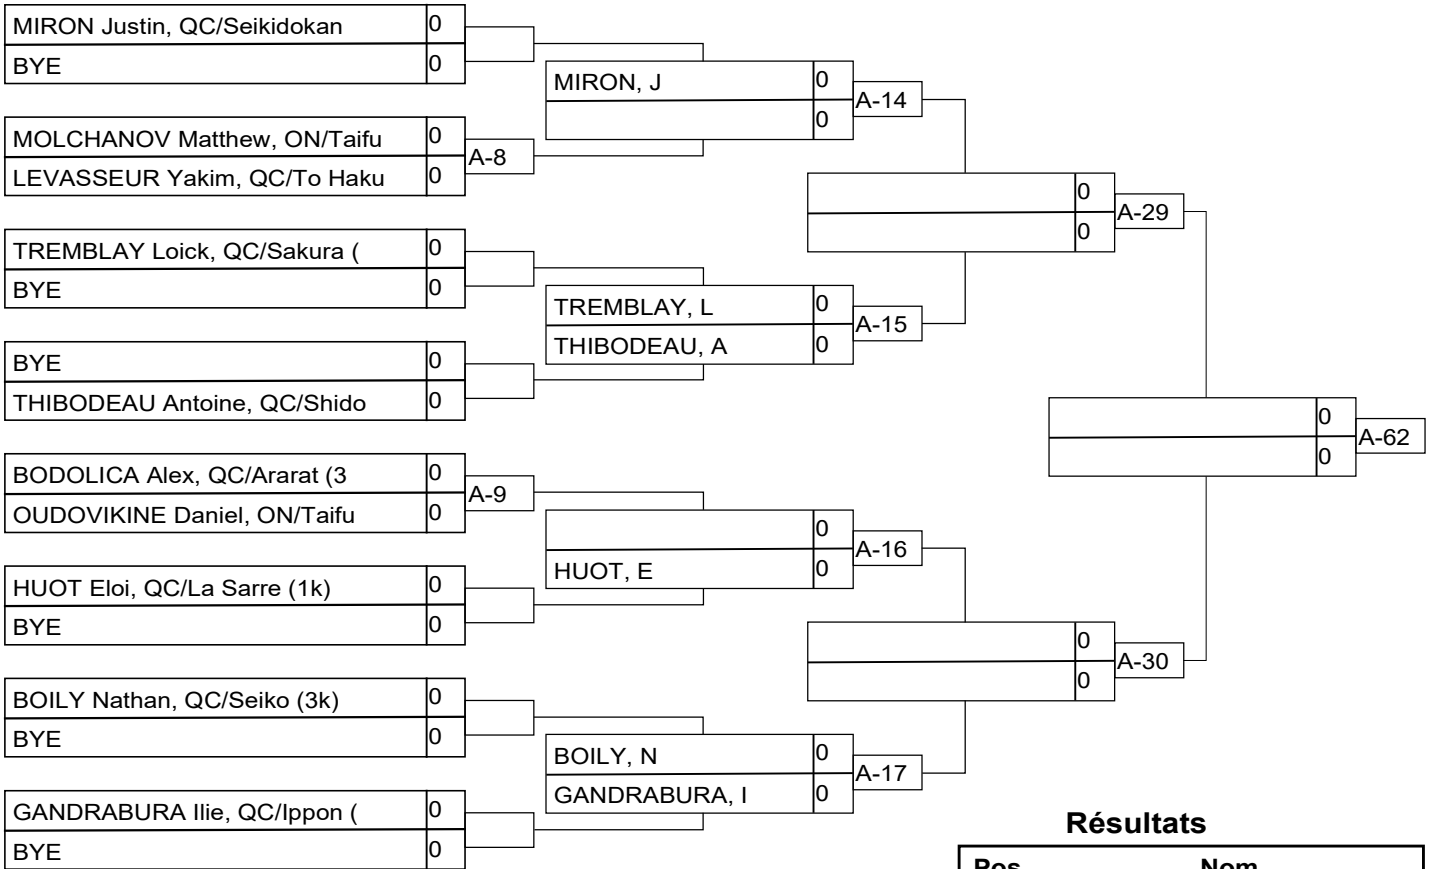 MIRON Justin, QC/Seikidokan 0
BYE 0
MOLCHANOV Matthew, ON/Taifu 0
LEVASSEUR Yakim, QC/To Haku 0
A-8
TREMBLAY Loick, QC/Sakura ( 0
BYE 0
BYE 0
THIBODEAU Antoine, QC/Shido 0
BODOLICA Alex, QC/Ararat (3 0
OUDOVIKINE Daniel, ON/Taifu 0
A-9
HUOT Eloi, QC/La Sarre (1k) 0
BYE 0
BOILY Nathan, QC/Seiko (3k) 0
BYE 0
GANDRABURA Ilie, QC/Ippon ( 0
BYE 0
MIRON, J 0
0
A-14
TREMBLAY, L 0
THIBODEAU, A 0
A-15
0
HUOT, E 0
A-16
BOILY, N 0
GANDRABURA, I 0
A-17
0
0
A-29
0
0
A-30
0
0
A-62
Résultats
Pos Nom